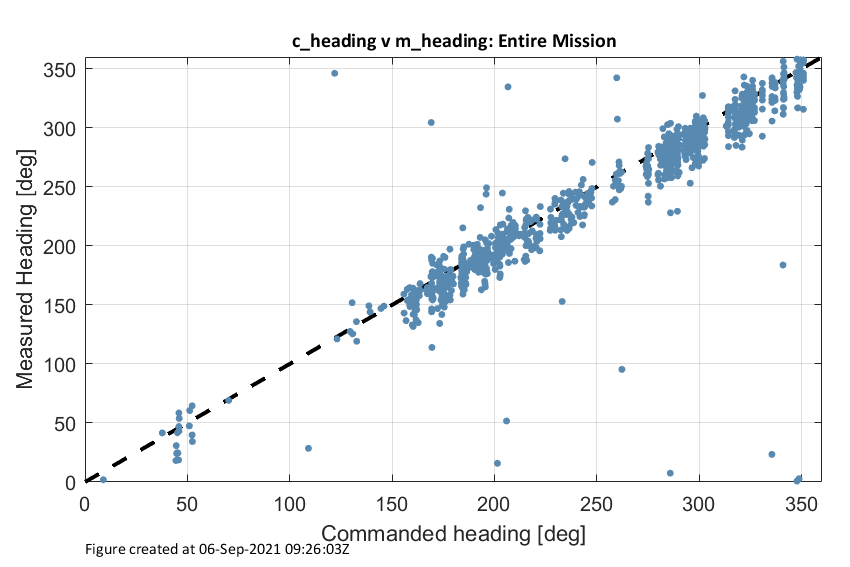 c_heading v m_heading: Entire Mission
350
300
250
200
150
100
50
0
Measured Heading [deg]
0 50 100 150 200 250 300 350
Commanded heading [deg]
Figure created at 06-Sep-2021 09:26:03Z